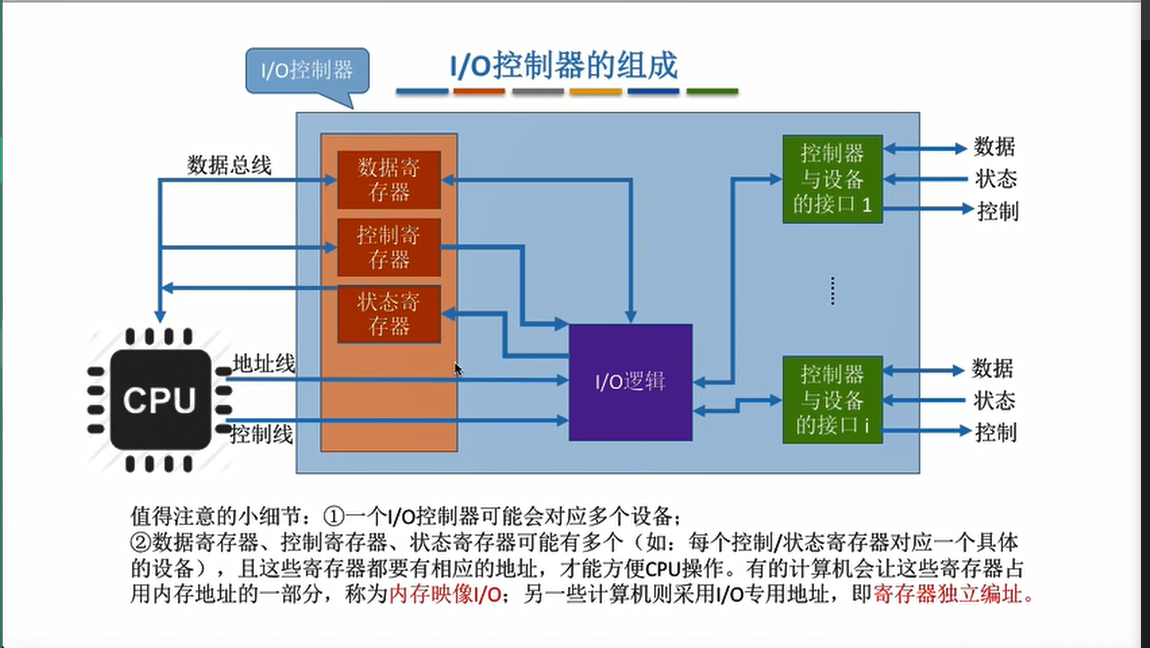 I/O控制器的组成
I/O控制器
数据总线
数据寄
存器
控制寄
存器
状态寄
存器
地址线
控制线
CPU
I/O逻辑
控制器
与设备
的接口 1
数据
状态
控制
控制器
与设备
的接口 i
数据
状态
控制
值得注意的小细节：①一个I/O控制器可能会对应多个设备；
②数据寄存器、控制寄存器、状态寄存器可能有多个（如：每个控制/状态寄存器对应一个具体
的设备），且这些寄存器都要有相应的地址，才能方便CPU操作。有的计算机会让这些寄存器占
用内存地址的一部分，称为内存映像I/O；另一些计算机则采用I/O专用地址，即寄存器独立编址。